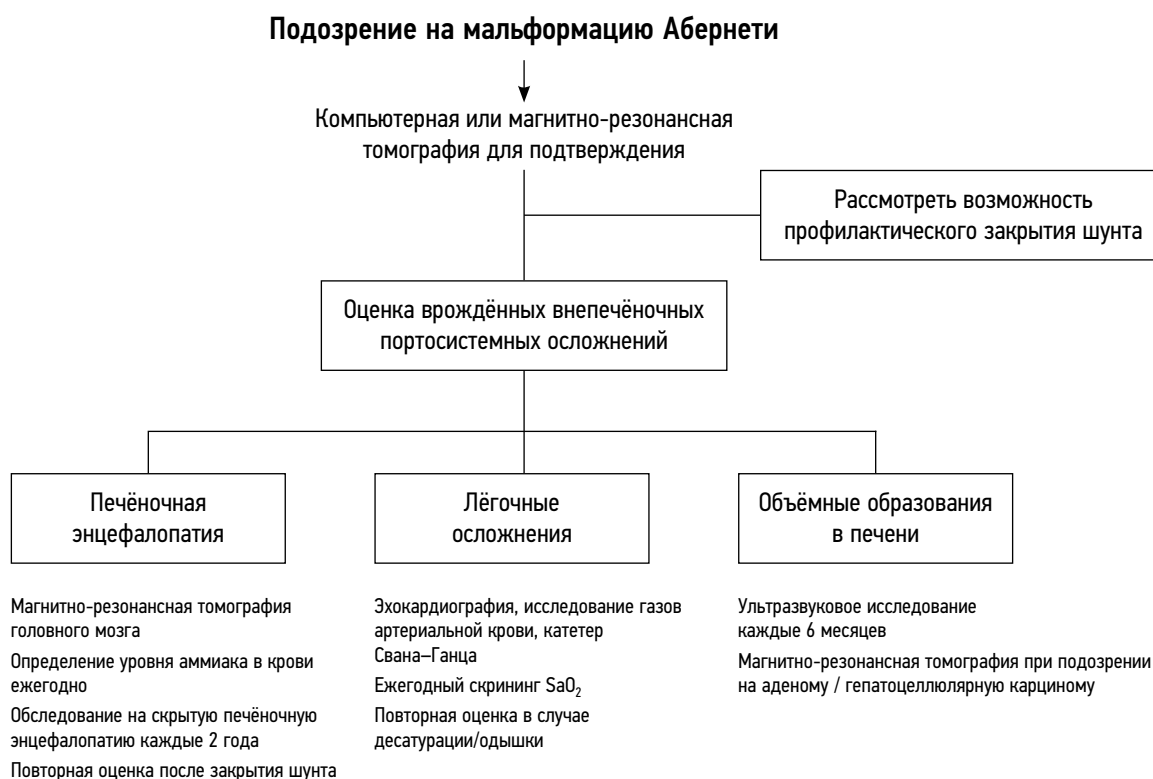 Подозрение на мальформацию Абернети
Компьютерная или магнитно-резонансная
томография для подтверждения
Рассмотреть возможность
профилактического закрытия шунта
Оценка врождённых внепечёночных
портосистемных осложнений
Печёночная
энцефалопатия
Магнитно-резонансная томография
головного мозга
Определение уровня аммиака в крови
ежегодно
Обследование на скрытую печёночную
энцефалопатию каждые 2 года
Повторная оценка после закрытия шунта
Лёгочные
осложнения
Эхокардиография, исследование газов
артериальной крови, катетер
Свана–Ганца
Ежегодный скрининг SaO₂
Повторная оценка в случае
десатурации/одышки
Объёмные образования
в печени
Ультразвуковое исследование
каждые 6 месяцев
Магнитно-резонансная томография при подозрении
на аденому / гепатоцеллюлярную карциному